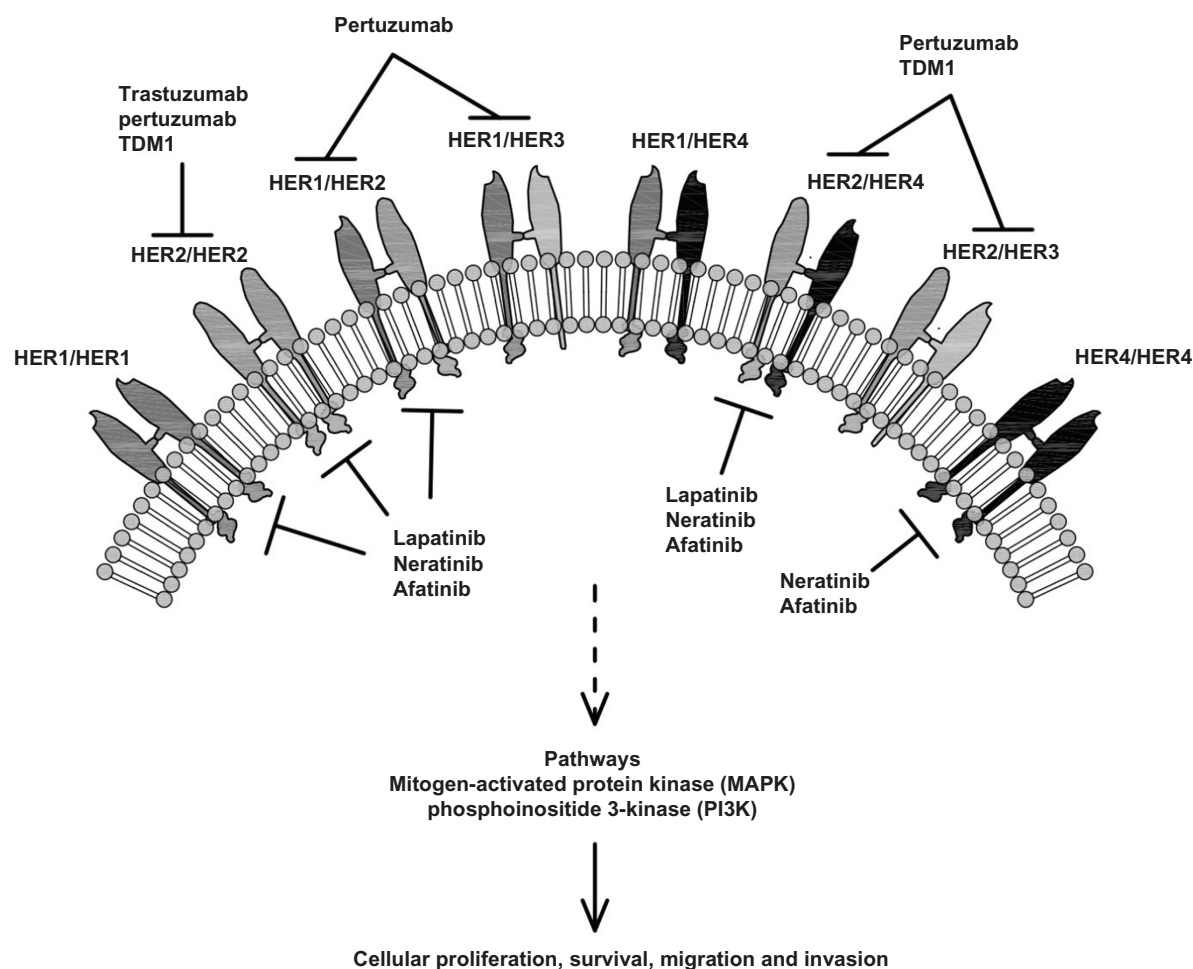 Pertuzumab
Pertuzumab
TDM1
Trastuzumab
pertuzumab
TDM1
HER1/HER3
HER1/HER4
HER1/HER2
HER2/HER4
HER2/HER2
HER2/HER3
HER1/HER1
HER4/HER4
Lapatinib
Neratinib
Afatinib
Lapatinib
Neratinib
Afatinib
Neratinib
Afatinib
Pathways
Mitogen-activated protein kinase (MAPK)
phosphoinositide 3-kinase (PI3K)
Cellular proliferation, survival, migration and invasion